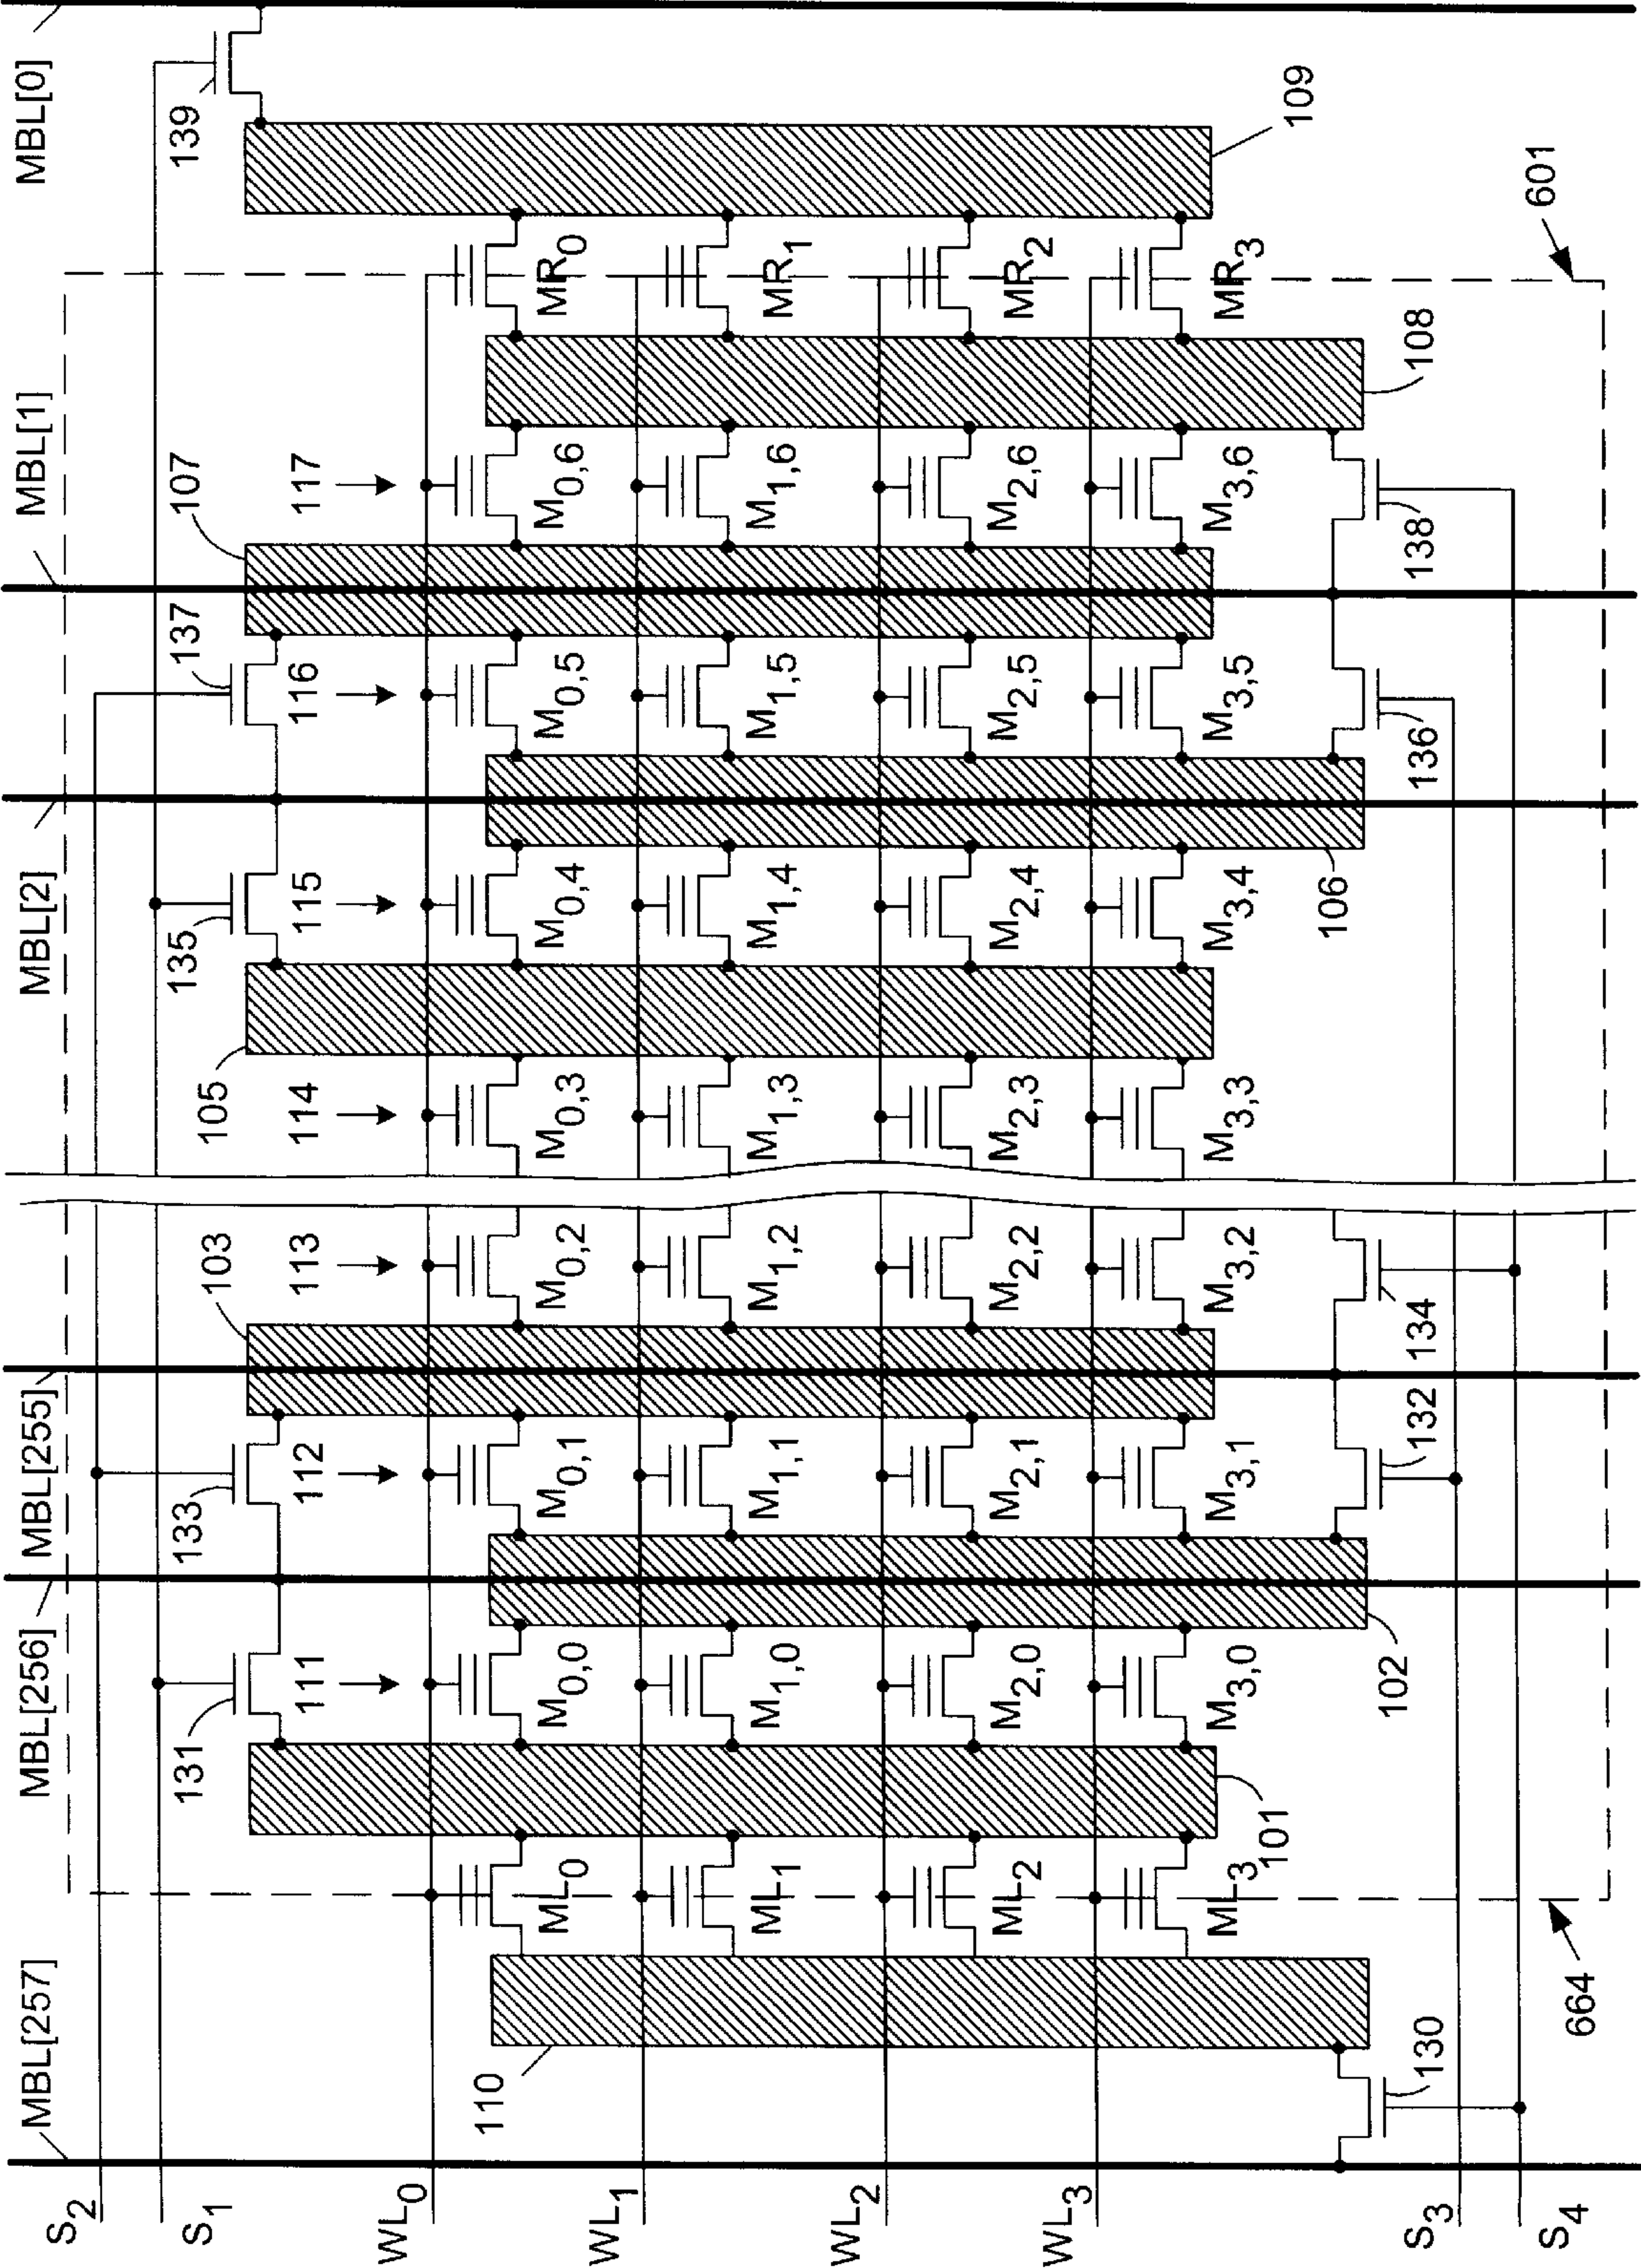 MBL[257]
MBL[256]
MBL[255]
MBL[2]
MBL[1]
MBL[0]
S2
S1
131
133
135
137
139
111
112
103
113
105
114
115
116
107
117
WL0
ML0
M0,0
M0,1
M0,2
M0,3
M0,4
M0,5
M0,6
MR0
WL1
ML1
M1,0
M1,1
M1,2
M1,3
M1,4
M1,5
M1,6
MR1
WL2
ML2
M2,0
M2,1
M2,2
M2,3
M2,4
M2,5
M2,6
MR2
WL3
ML3
M3,0
M3,1
M3,2
M3,3
M3,4
M3,5
M3,6
MR3
110
101
102
106
108
109
130
132
134
136
138
S3
S4
664
601